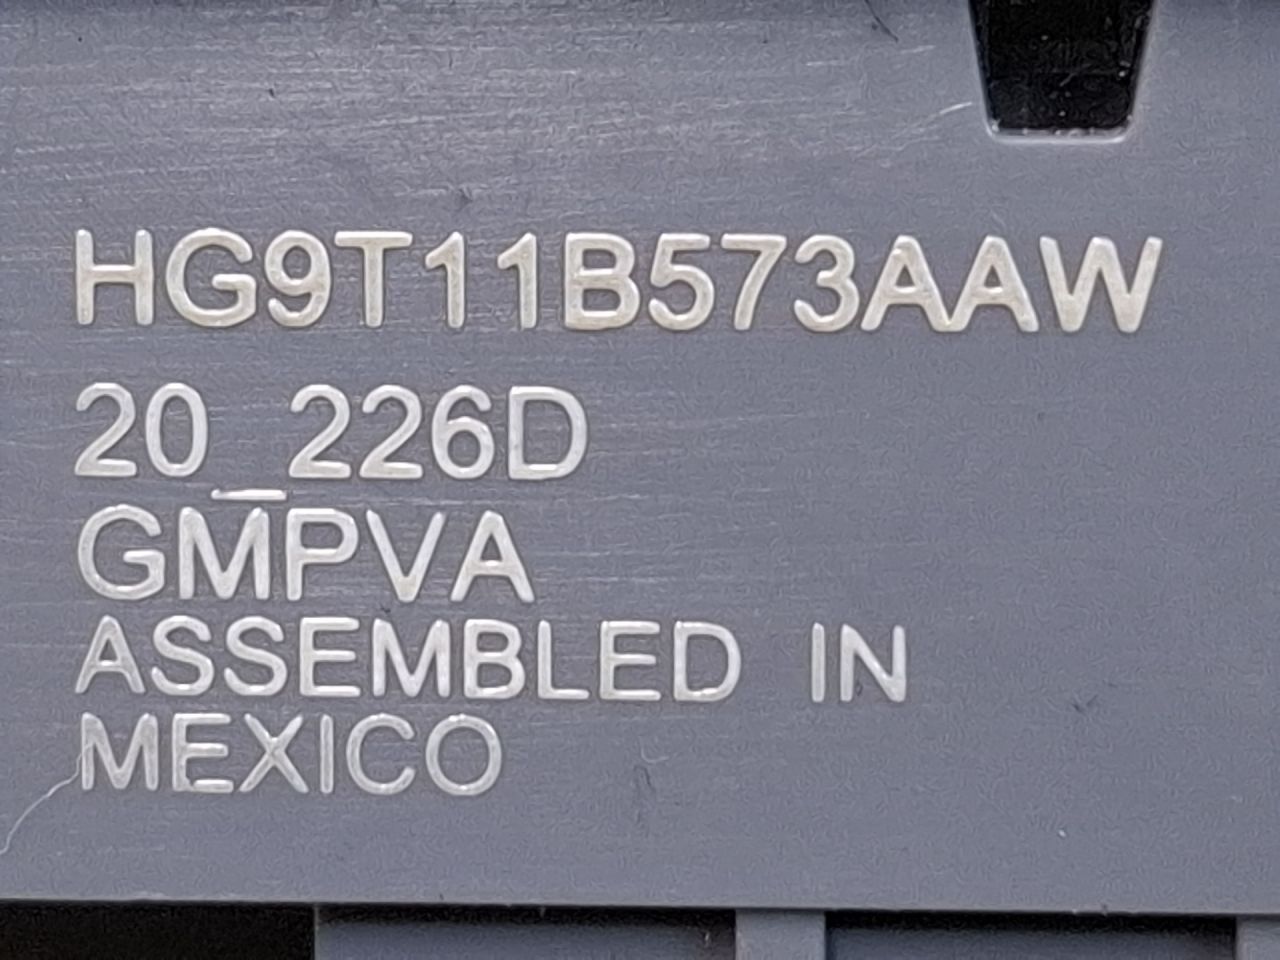 HG9T11B573AAW
20_226D
GMPVA
ASSEMBLED IN
MEXICO